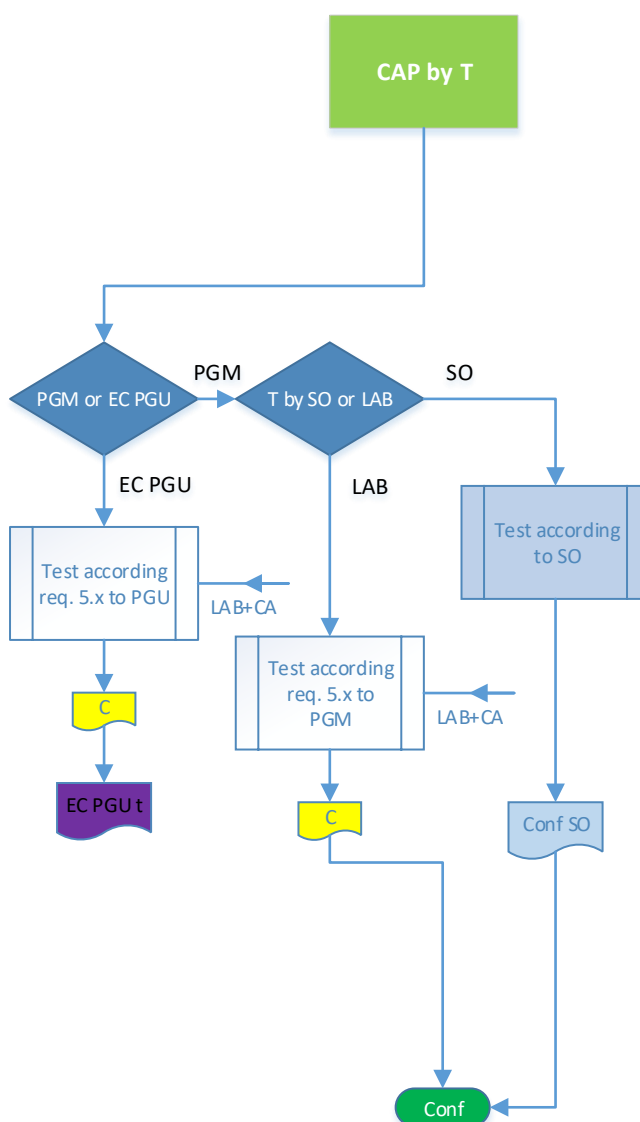 CAP by T
PGM
SO
PGM or EC PGU
T by SO or LAB
EC PGU
LAB
Test according
req. 5.x to PGU
LAB+CA
Test according
to SO
Test according
req. 5.x to
PGM
LAB+CA
C
EC PGU t
C
Conf SO
Conf